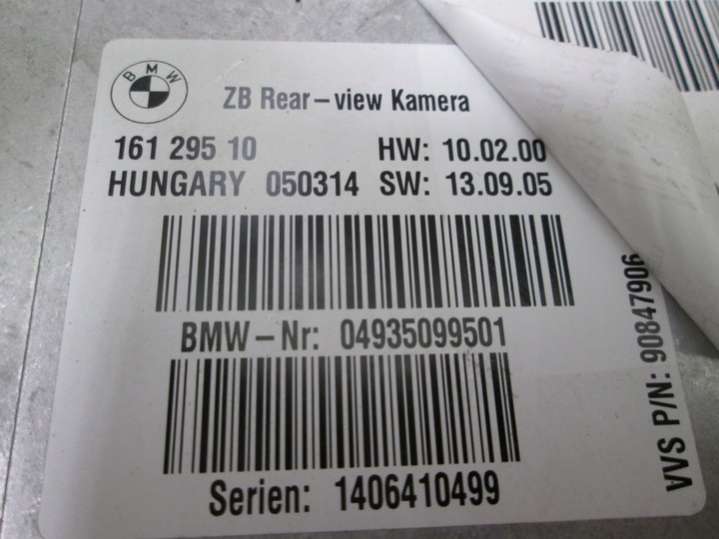 BMW
ZB Rear-view Kamera
161 295 10 HW: 10.02.00
HUNGARY 050314 SW: 13.09.05
BMW-Nr: 04935099501
Serien: 1406410499
VVS P/N: 90847906